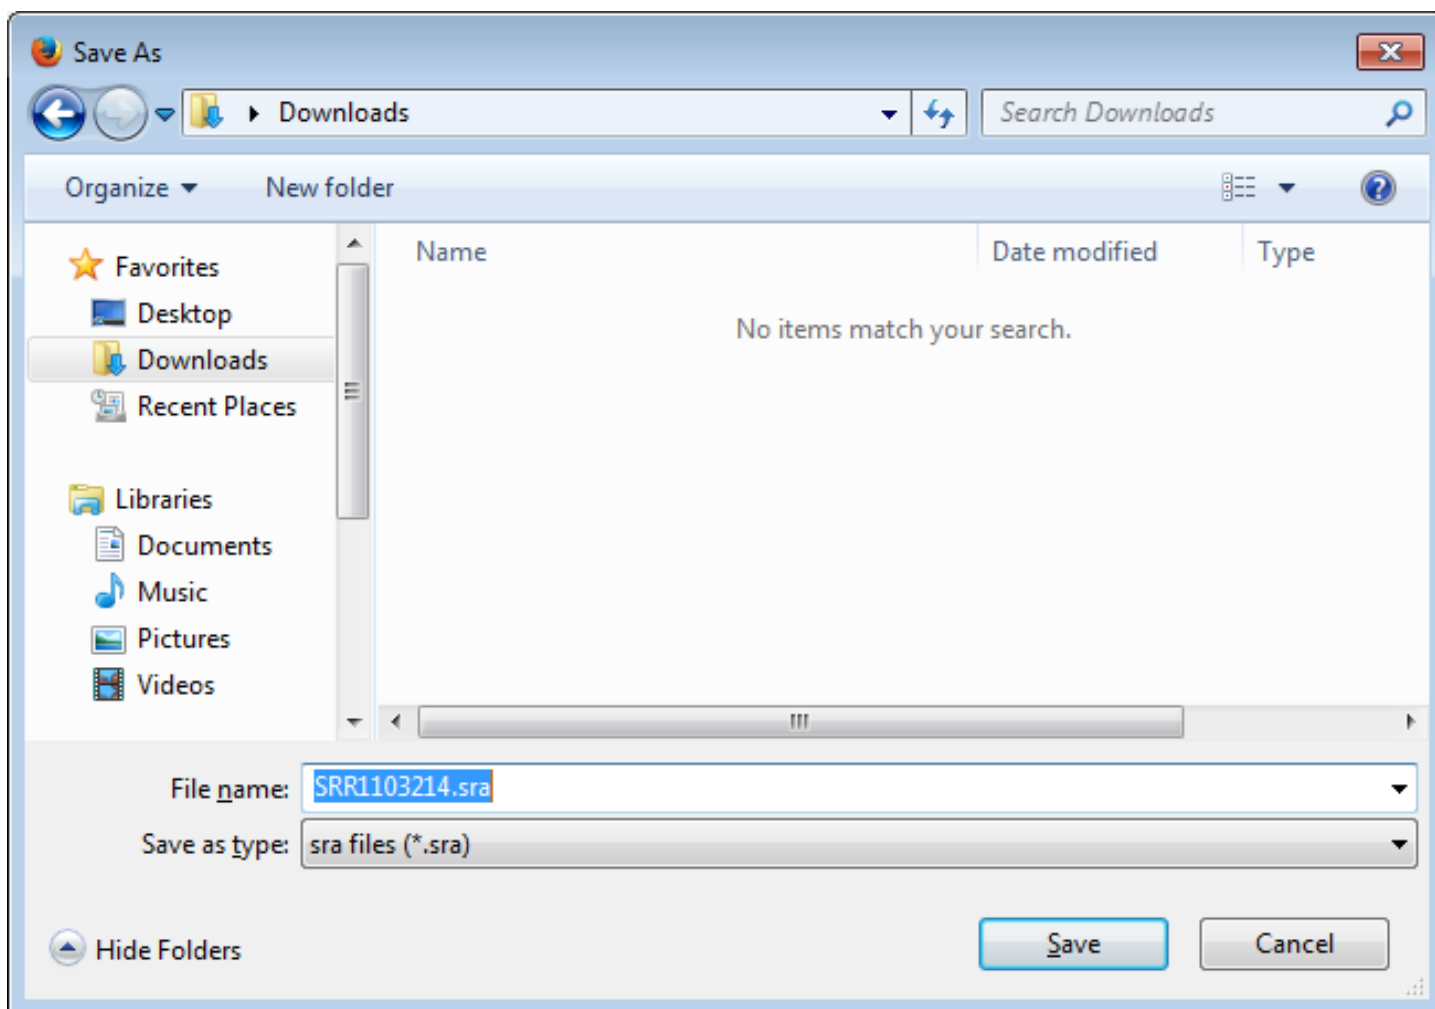 Save As
Downloads
Search Downloads
Organize
New folder
Name
Date modified
Type
Favorites
Desktop
Downloads
Recent Places
Libraries
Documents
Music
Pictures
Videos
No items match your search.
File name: SRR1103214.sra
Save as type: sra files (*.sra)
Hide Folders
Save
Cancel